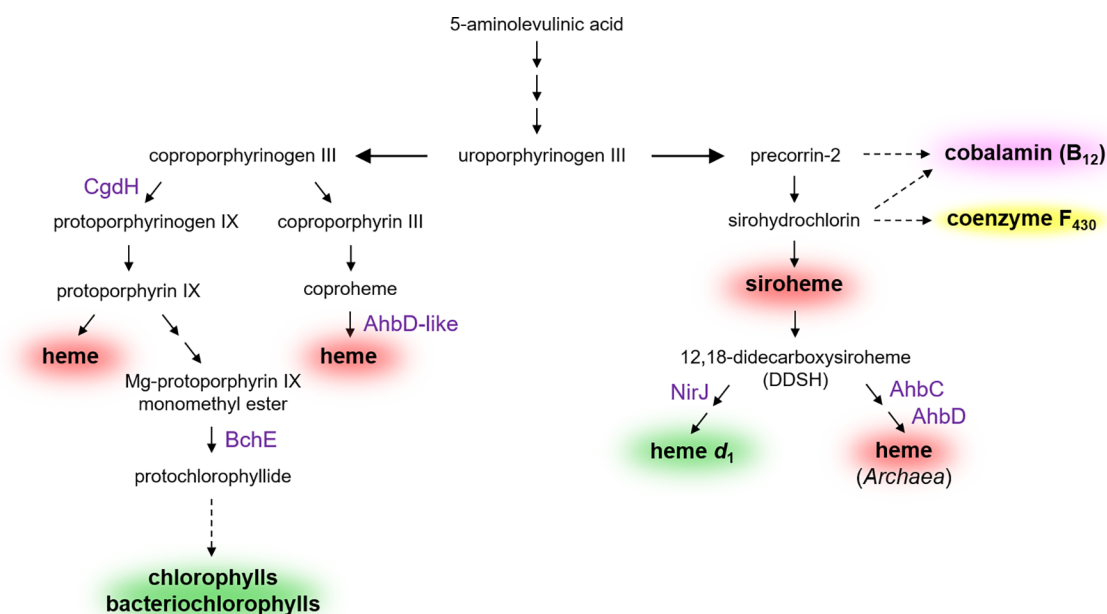 5-aminolevulinic acid
coproporphyrinogen III
uroporphyrinogen III
precorrin-2
cobalamin (B12)
CgdH
protoporphyrinogen IX
coproporphyrin III
sirohydrochlorin
coenzyme F430
protoporphyrin IX
coproheme
siroheme
AhbD-like
heme
heme
12,18-didecarboxysiroheme
(DDSH)
Mg-protoporphyrin IX
monomethyl ester
NirJ
AhbC
AhbD
BchE
heme d1
heme
(Archaea)
protochlorophyllide
chlorophylls
bacteriochlorophylls